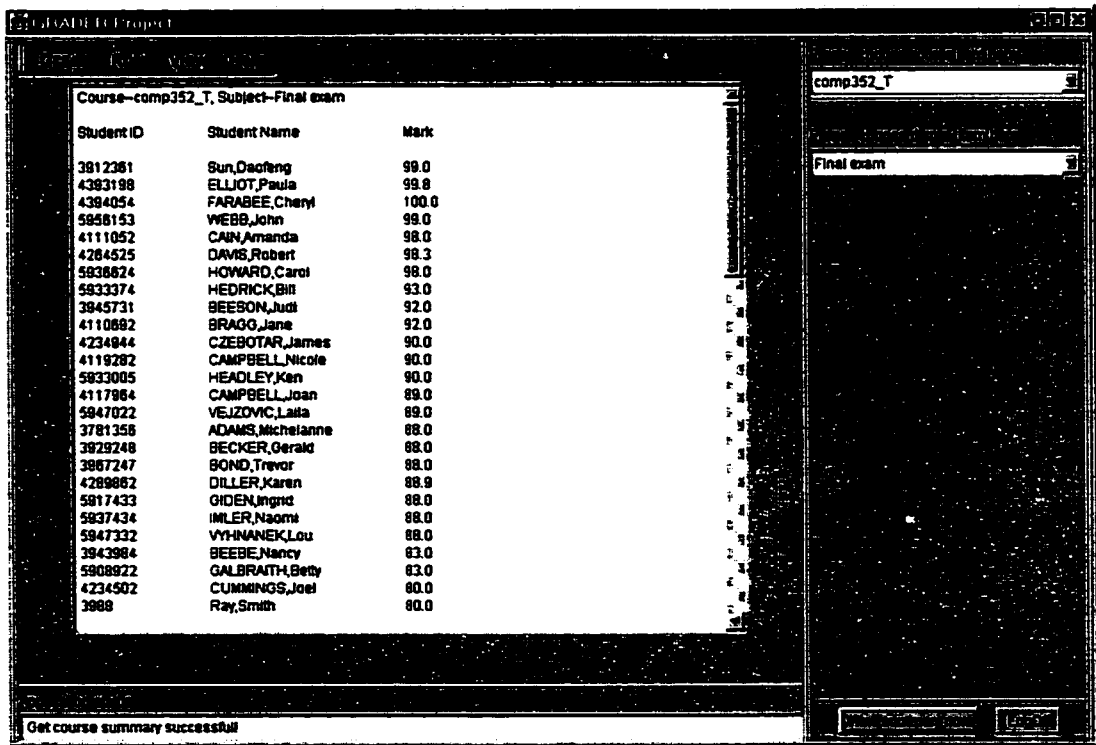 GRADER Project
comp352_T
Course--comp352_T, Subject--Final exam
Student ID Student Name Mark
Final exam
3912361 Sun,Daofeng 99.0
4393198 ELLIOT,Paula 99.8
4394054 FARABEE,Cheryl 100.0
5956153 WEBB,John 99.0
4111052 CAIN,Amanda 98.0
4264525 DAVIS,Robert 98.3
5936624 HOWARD,Carol 98.0
5933374 HEDRICK,Bill 93.0
3945731 BEESON,Judi 92.0
4110692 BRAGG,Jane 92.0
4234944 CZEBOTAR,James 90.0
4119282 CAMPBELL,Nicole 90.0
5933005 HEADLEY,Ken 90.0
4117964 CAMPBELL,Joan 89.0
5947022 VEJZOVIC,Laila 89.0
3781356 ADAMS,Michelanne 88.0
3929248 BECKER,Gerald 88.0
3967247 BOND,Trevor 88.0
4289862 DILLER,Karen 88.9
5917433 GIDEN,Ingrid 88.0
5937434 IMLER,Naomi 88.0
5947332 VYHNANEK,Lou 88.0
3943984 BEEBE,Nancy 83.0
5908922 GALBRAITH,Betty 83.0
4234502 CUMMINGS,Joel 80.0
3988 Ray,Smith 80.0
Get course summary successful!
LogOff